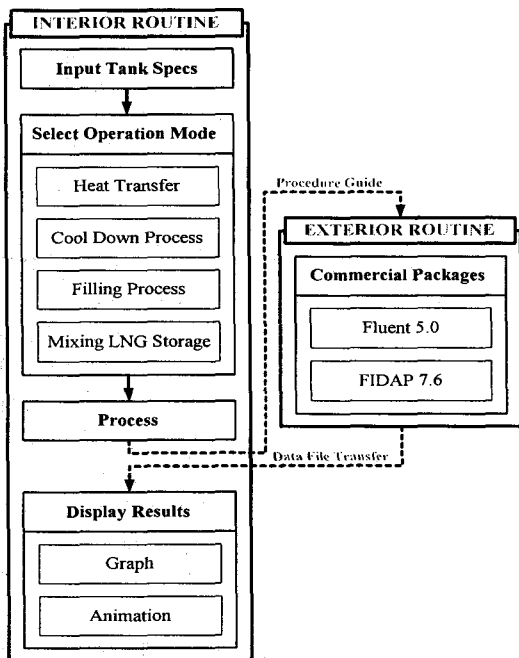 INTERIOR ROUTINE
Input Tank Specs
Select Operation Mode
Heat Transfer
Cool Down Process
Filling Process
Mixing LNG Storage
Process
Display Results
Graph
Animation
Procedure Guide
EXTERIOR ROUTINE
Commercial Packages
Fluent 5.0
FIDAP 7.6
Data File Transfer